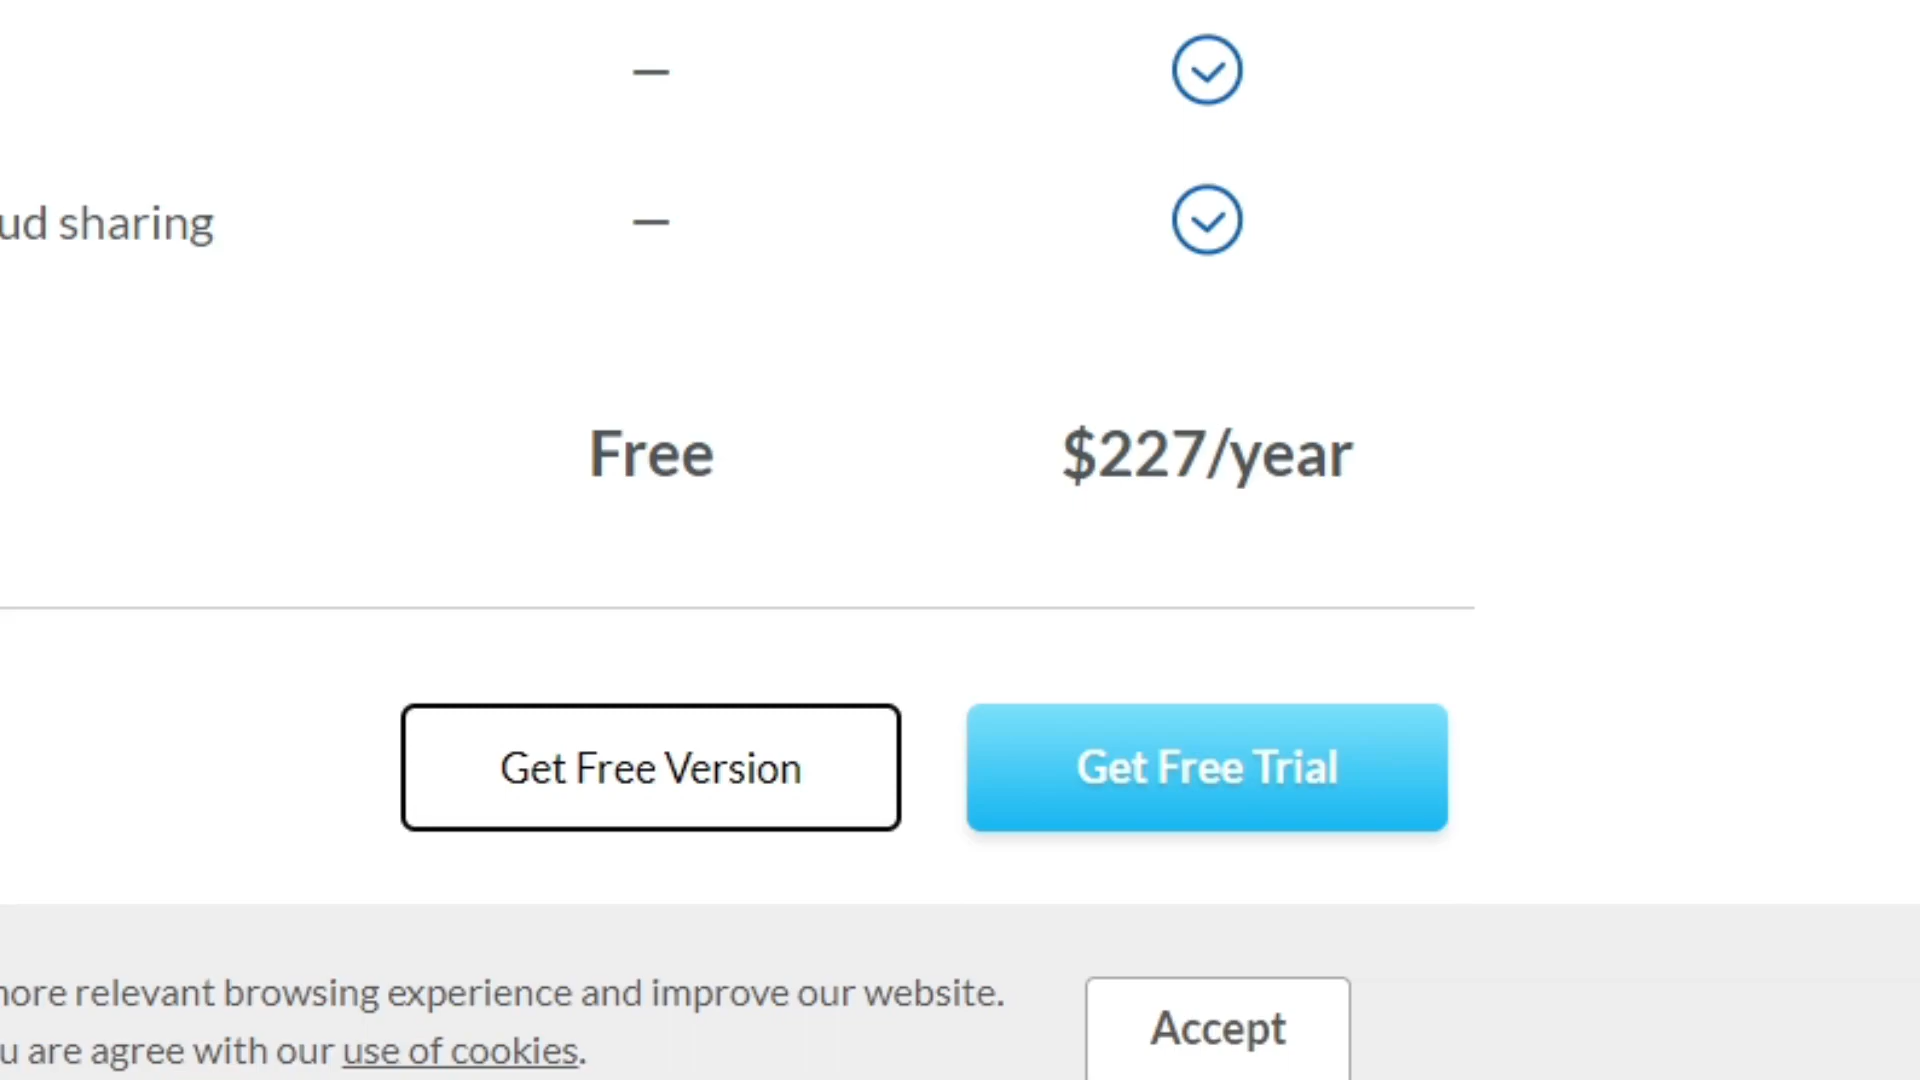 —
ud sharing —
Free $227/year
Get Free Version Get Free Trial
more relevant browsing experience and improve our website.
u are agree with our use of cookies.
Accept